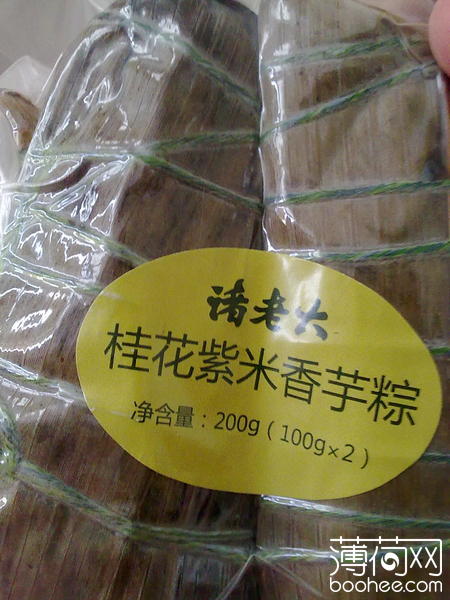 诸老大
桂花紫米香芋粽
净含量：200g（100g×2）
薄荷网
boohee.com